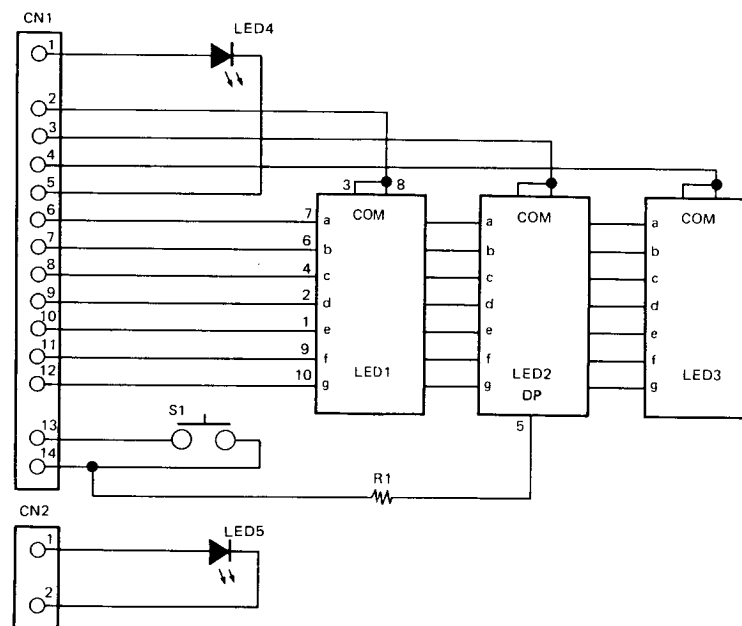 CN1
1
LED4
2
3
4
3 8
5
COM COM COM
6 7 a a a
7 6 b b b
8 4 c c c
9 2 d d d
10 1 e e e
11 9 f f f
LED1 LED2 LED3
12 10 g g g
DP
S1
13
5
14
R1
CN2
LED5
1
2